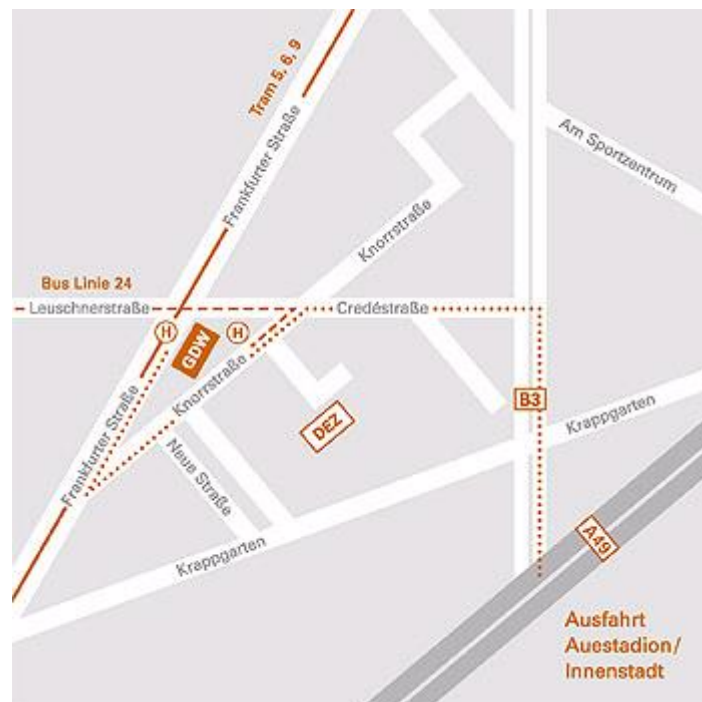 Tram 5, 6, 9
Frankfurter Straße
Am Sportzentrum
Knorrstraße
Bus Linie 24
Leuschnerstraße
Credéstraße
H
GDW
H
Knorrstraße
Frankfurter Straße
B3
DEZ
Krappgarten
Neue Straße
Krappgarten
A49
Ausfahrt
Auestadion/
Innenstadt